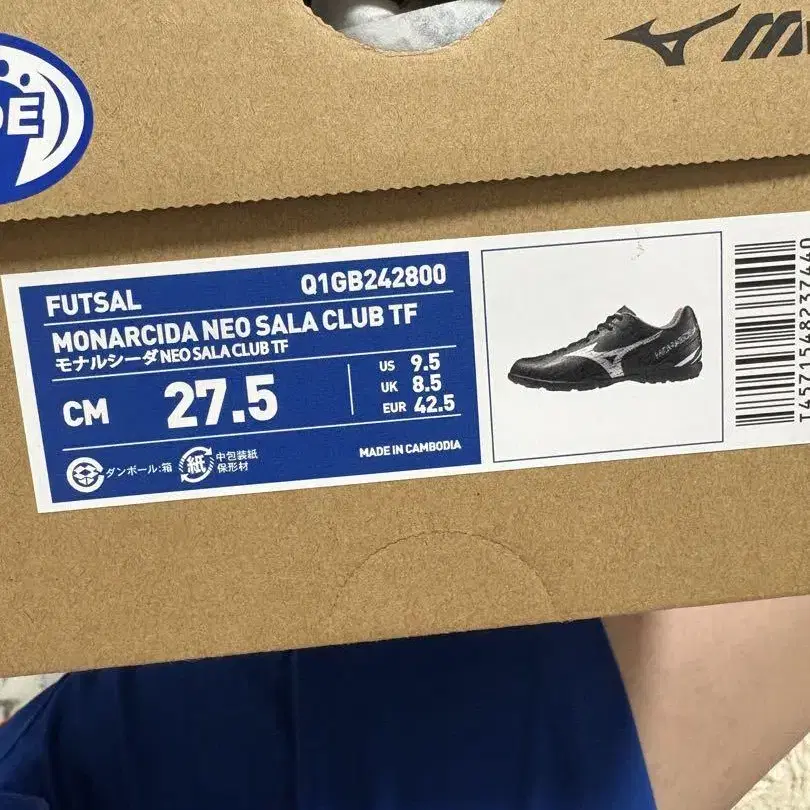 DE
FUTSAL
Q1GB242800
MONARCIDA NEO SALA CLUB TF
モナルシーダ NEO SALA CLUB TF
CM 27.5
US 9.5
UK 8.5
EUR 42.5
ダンボール:箱
紙
中包装紙
保形材
MADE IN CAMBODIA